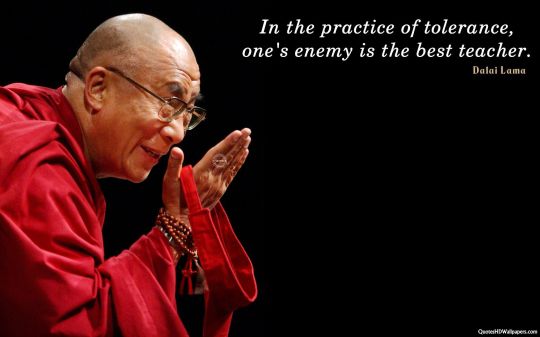 In the practice of tolerance,
one's enemy is the best teacher.
Dalai Lama
QuotesHDWallpapers.com